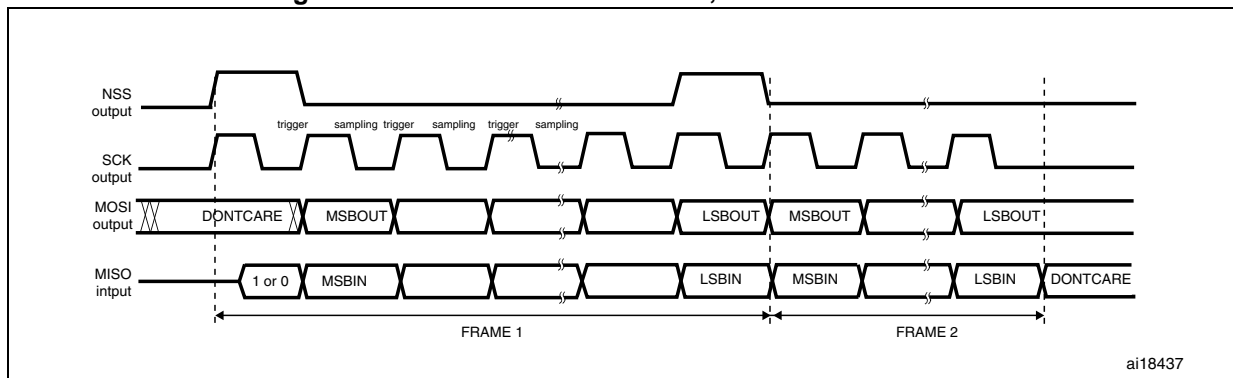 NSS
output
trigger sampling trigger sampling trigger sampling
SCK
output
MOSI
output
DONTCARE MSBOUT LSBOUT MSBOUT LSBOUT
MISO
intput
1 or 0 MSBIN LSBIN MSBIN LSBIN DONTCARE
FRAME 1 FRAME 2
ai18437